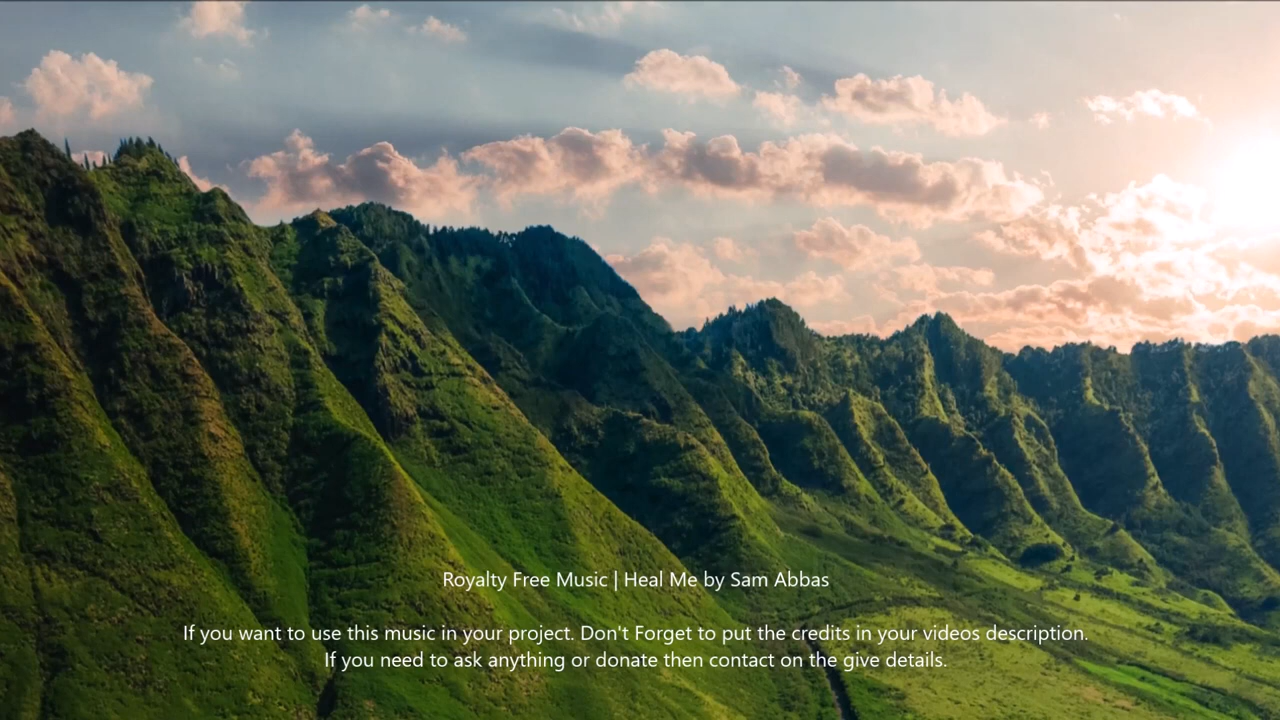 Royalty Free Music | Heal Me by Sam Abbas
If you want to use this music in your project. Don't Forget to put the credits in your videos description.
If you need to ask anything or donate then contact on the give details.